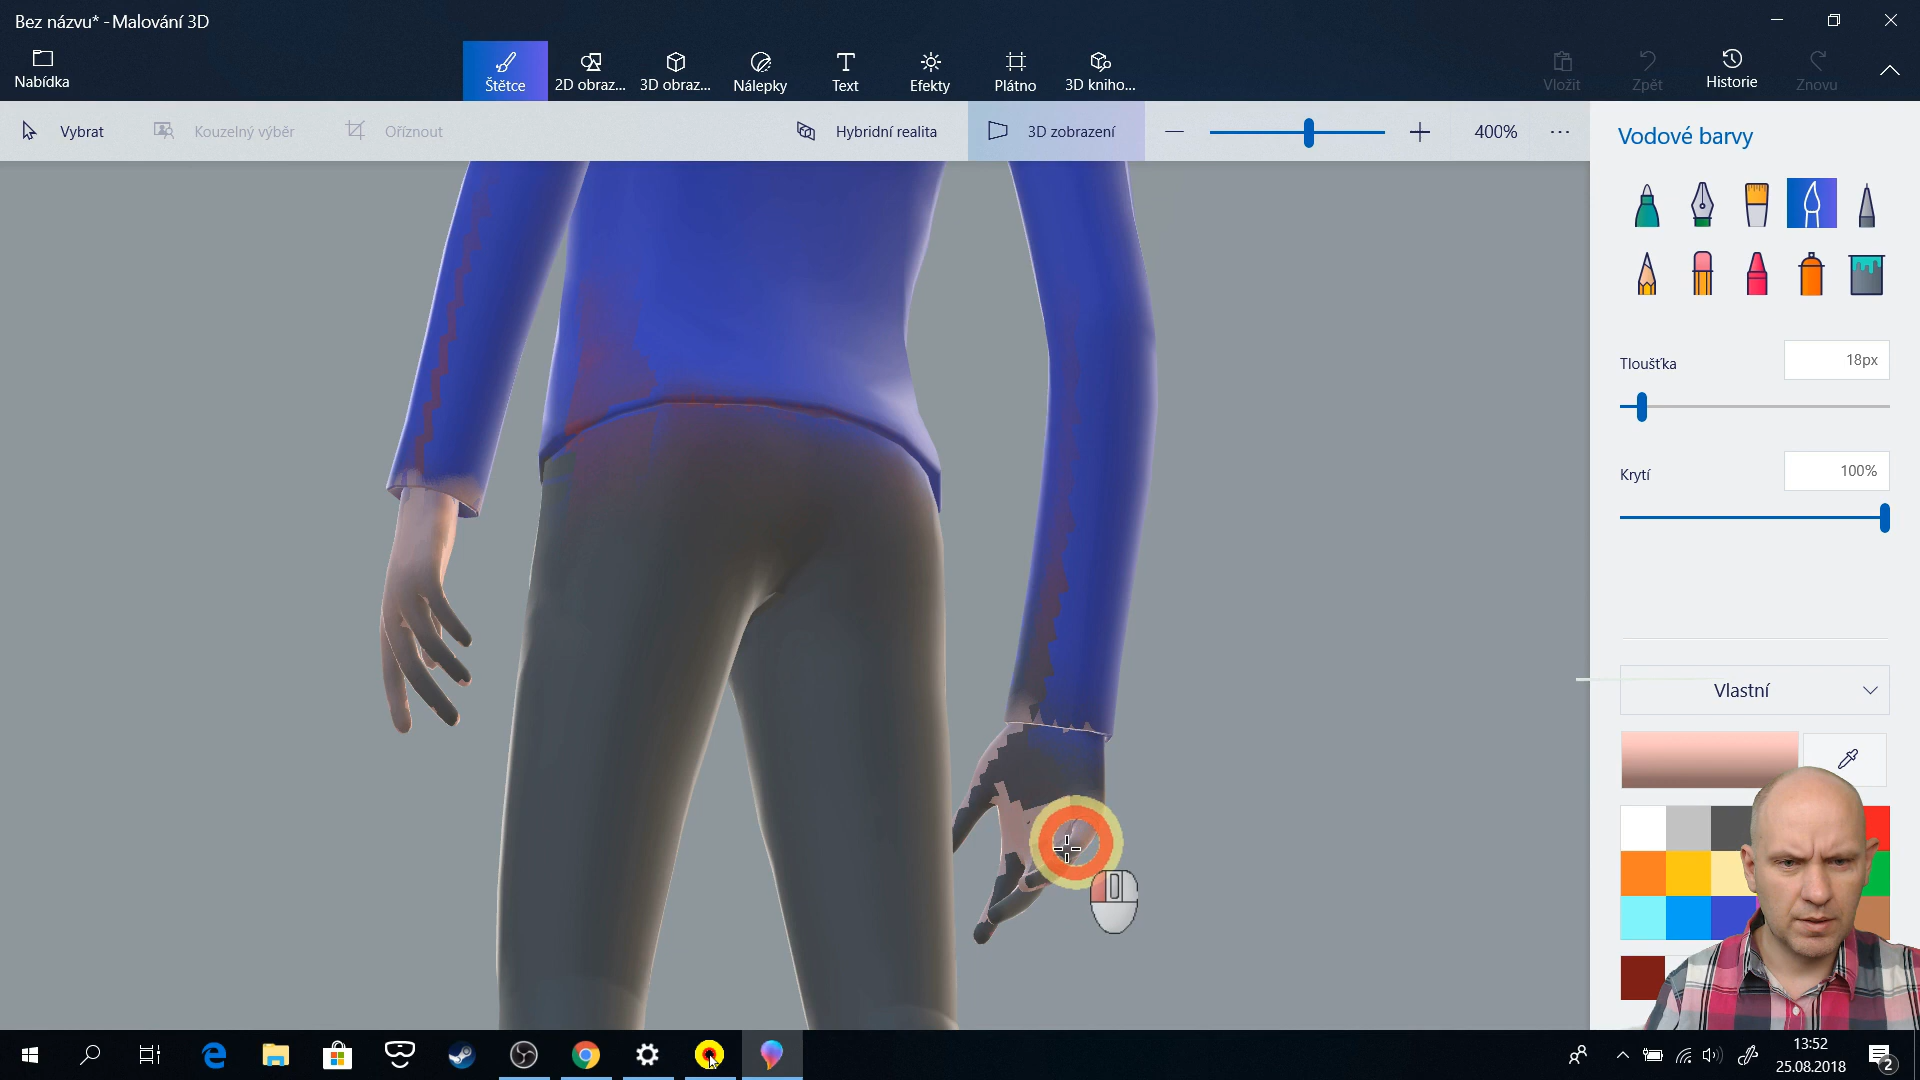 Bez názvu* - Malování 3D
Nabídka
Štětce
2D obraz...
3D obraz...
Nálepky
Text
Efekty
Plátno
3D kniho...
Vložit
Zpět
Historie
Znovu
Vybrat
Kouzelný výběr
Oříznout
Hybridní realita
3D zobrazení
400%
Vodové barvy
Tloušťka
18px
Krytí
100%
Vlastní
13:52
25.08.2018
2